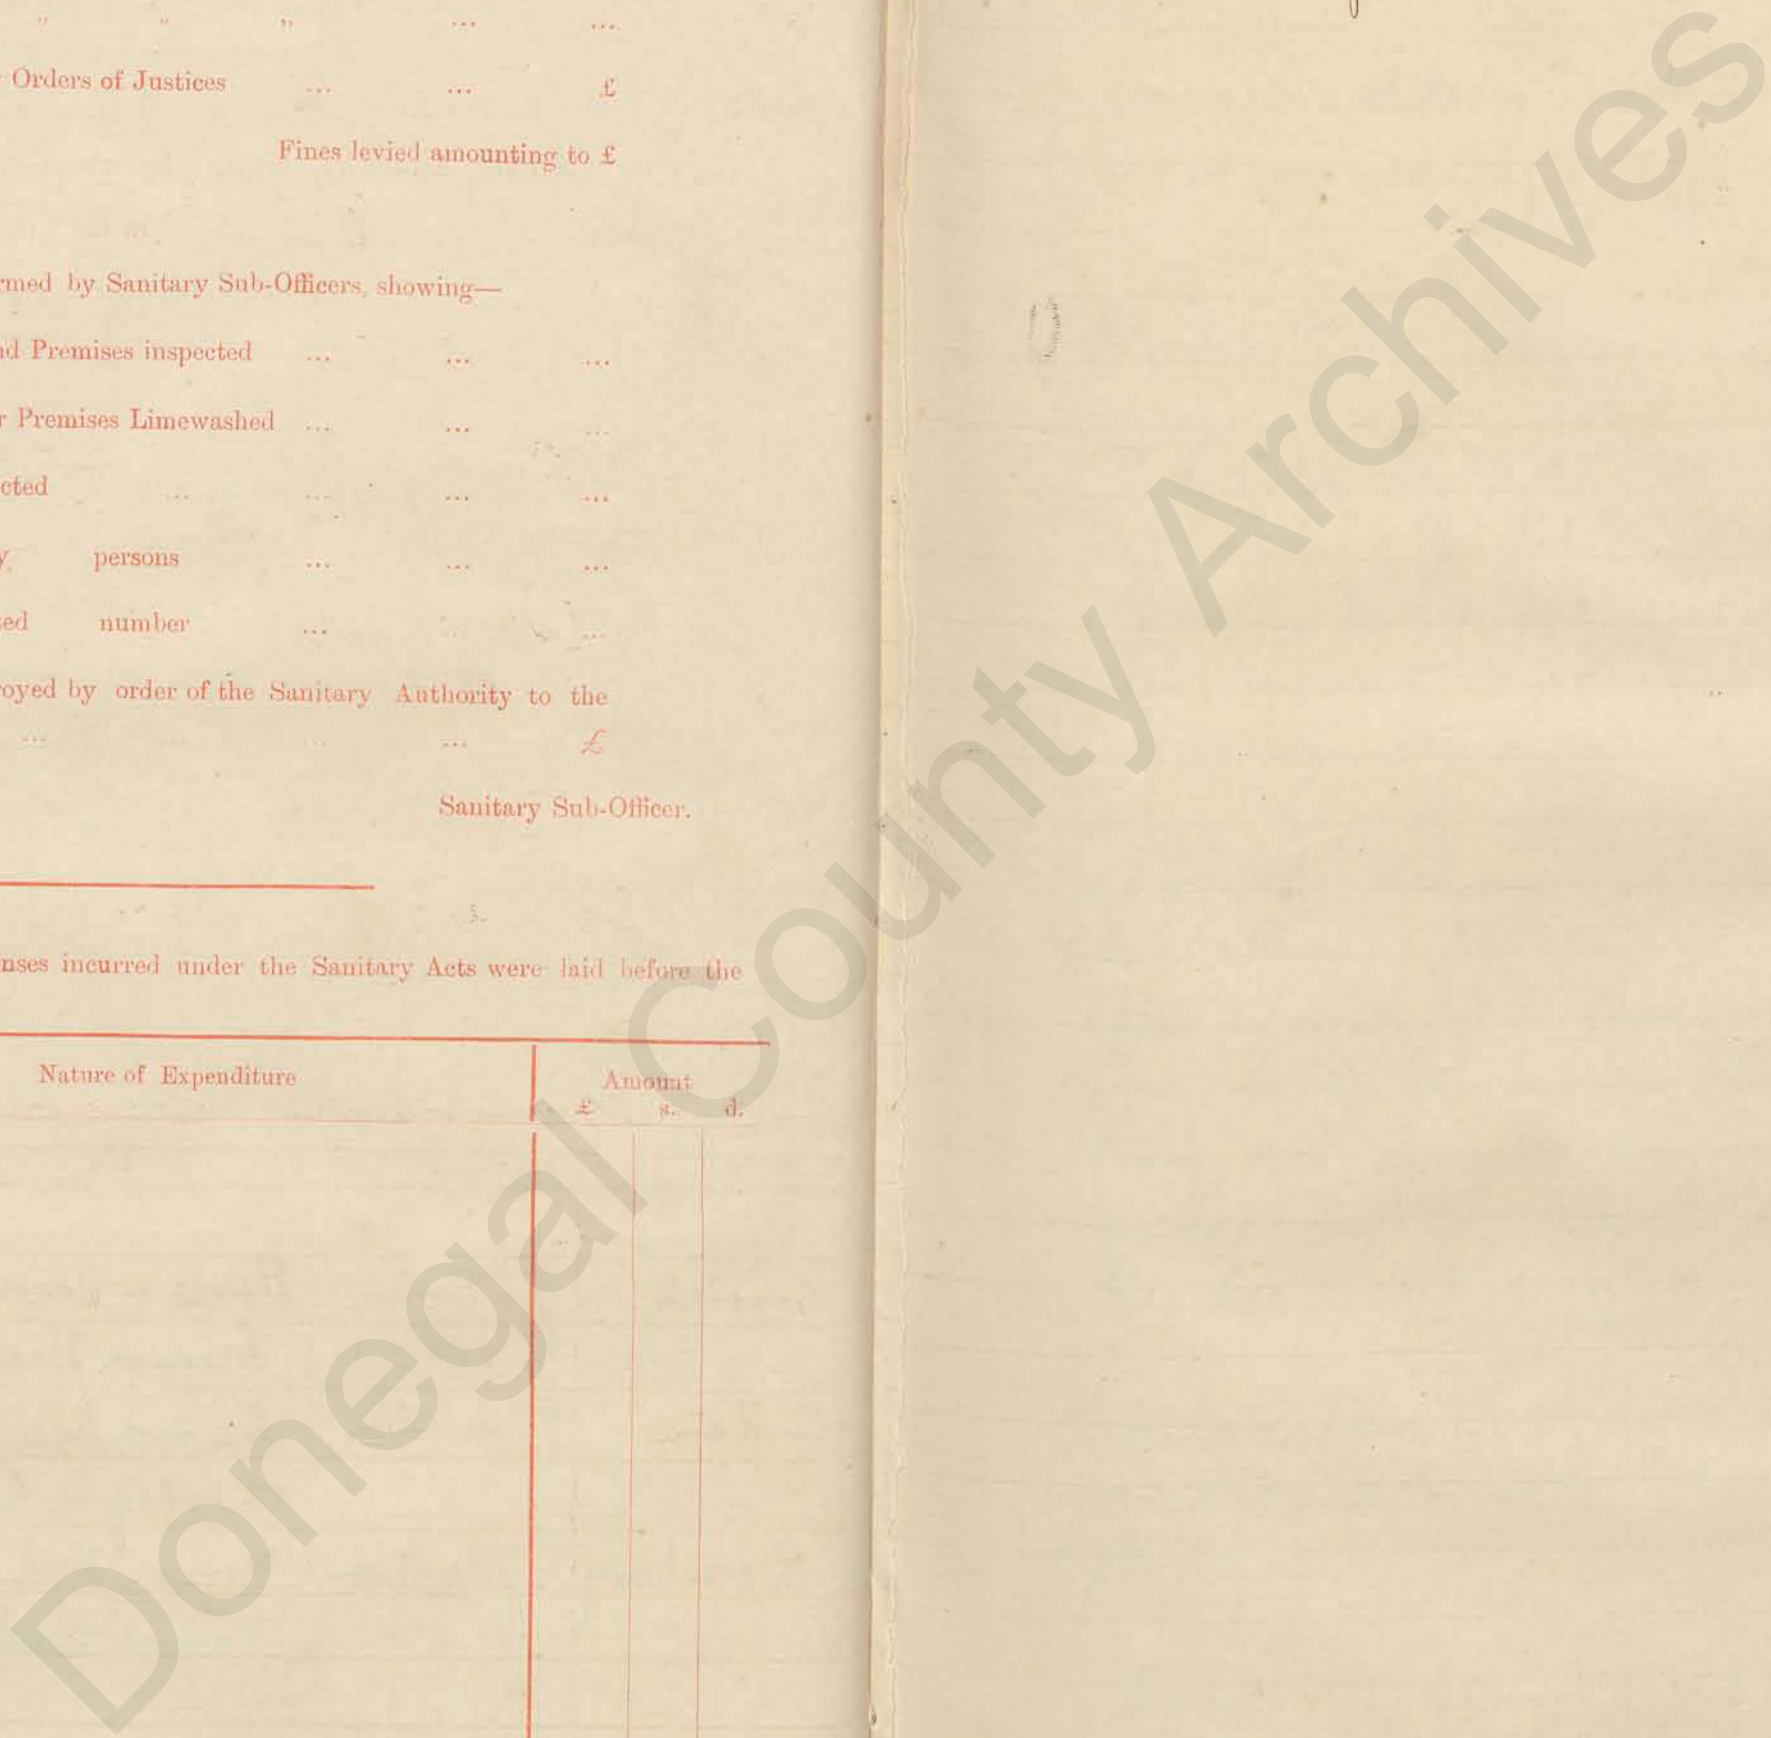 ” “ ” ... ...
Orders of Justices ... ... £
Fines levied amounting to £
rmed by Sanitary Sub-Officers, showing—
nd Premises inspected ... ... ...
r Premises Limewashed ... ... ...
cted ... ... ... ...
y persons ... ... ...
ed number ... ... ...
oyed by order of the Sanitary Authority to the
... ... ... ... £
Sanitary Sub-Officer.
nses incurred under the Sanitary Acts were laid before the
Nature of Expenditure Amount
£ s. d.
Donegal County Archives